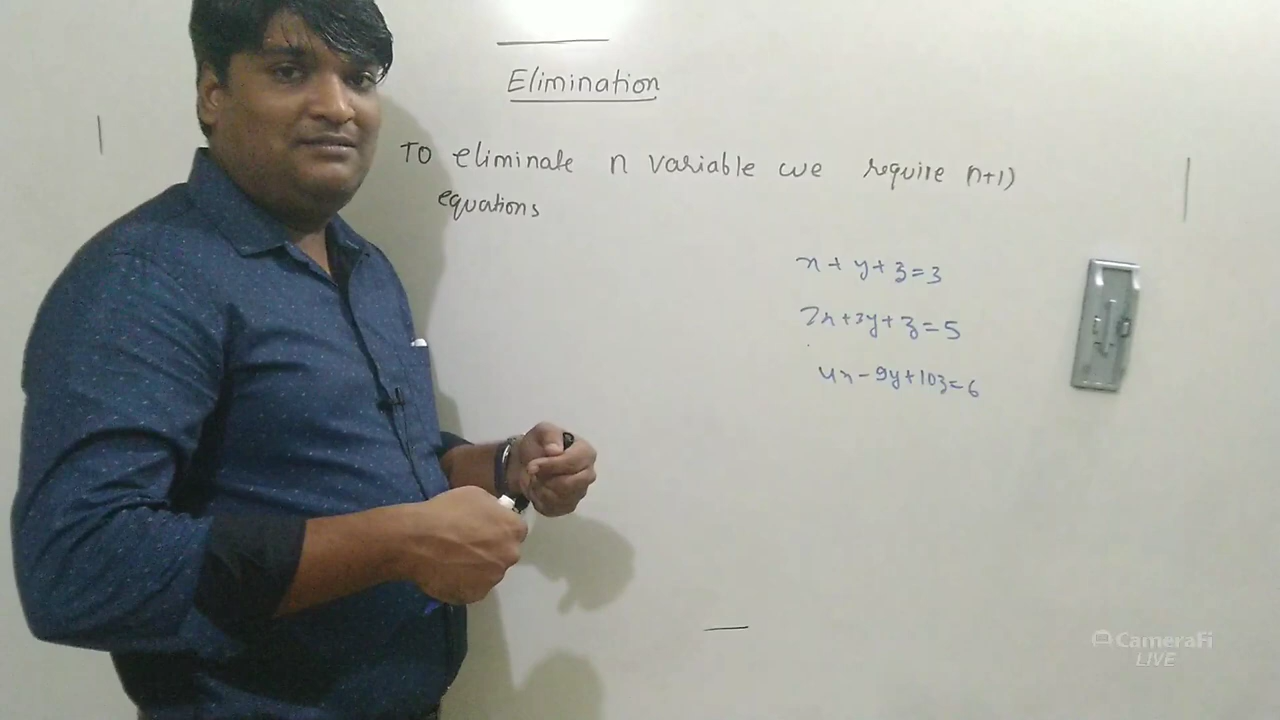 Elimination
To eliminate n variable we require (n+1)
equations
x + y + z = 3
2x + 3y + z = 5
4x - 9y + 10z = 6
CameraFi
LIVE